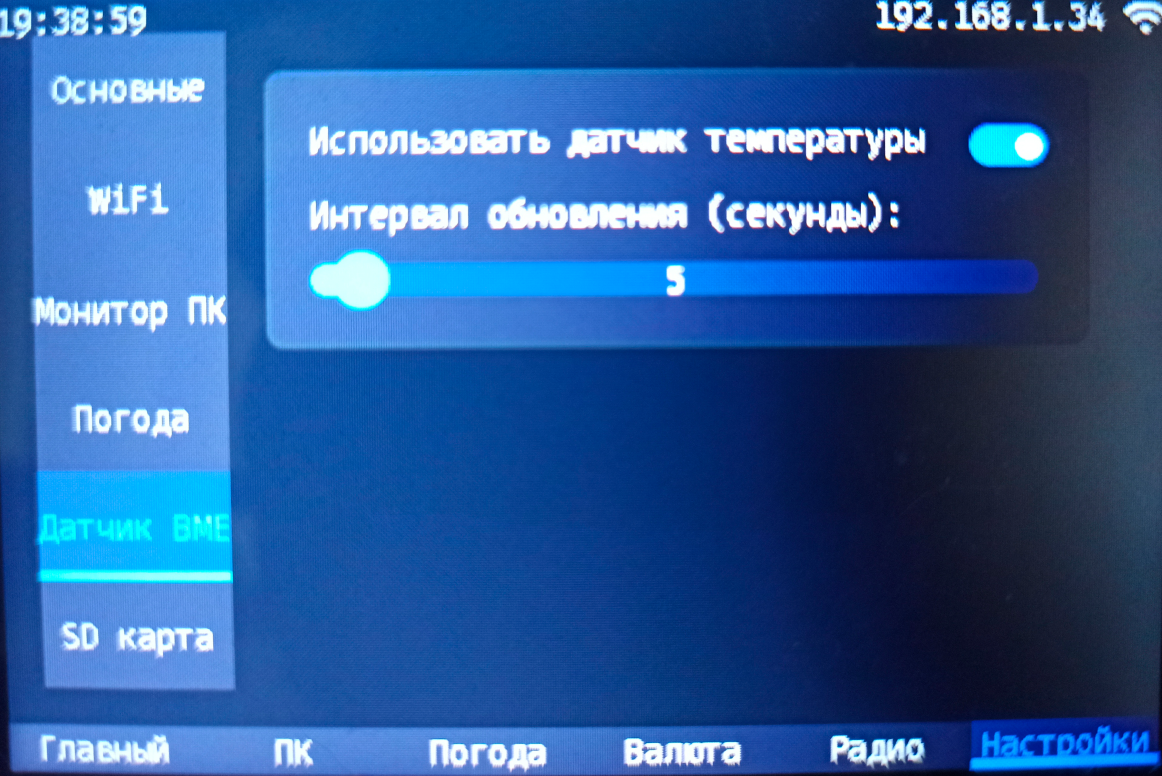 19:38:59 192.168.1.34
Основные
WiFi
Монитор ПК
Погода
Датчик BME
SD карта
Использовать датчик температуры
Интервал обновления (секунды):
5
Главный ПК Погода Валюта Радио Настройки